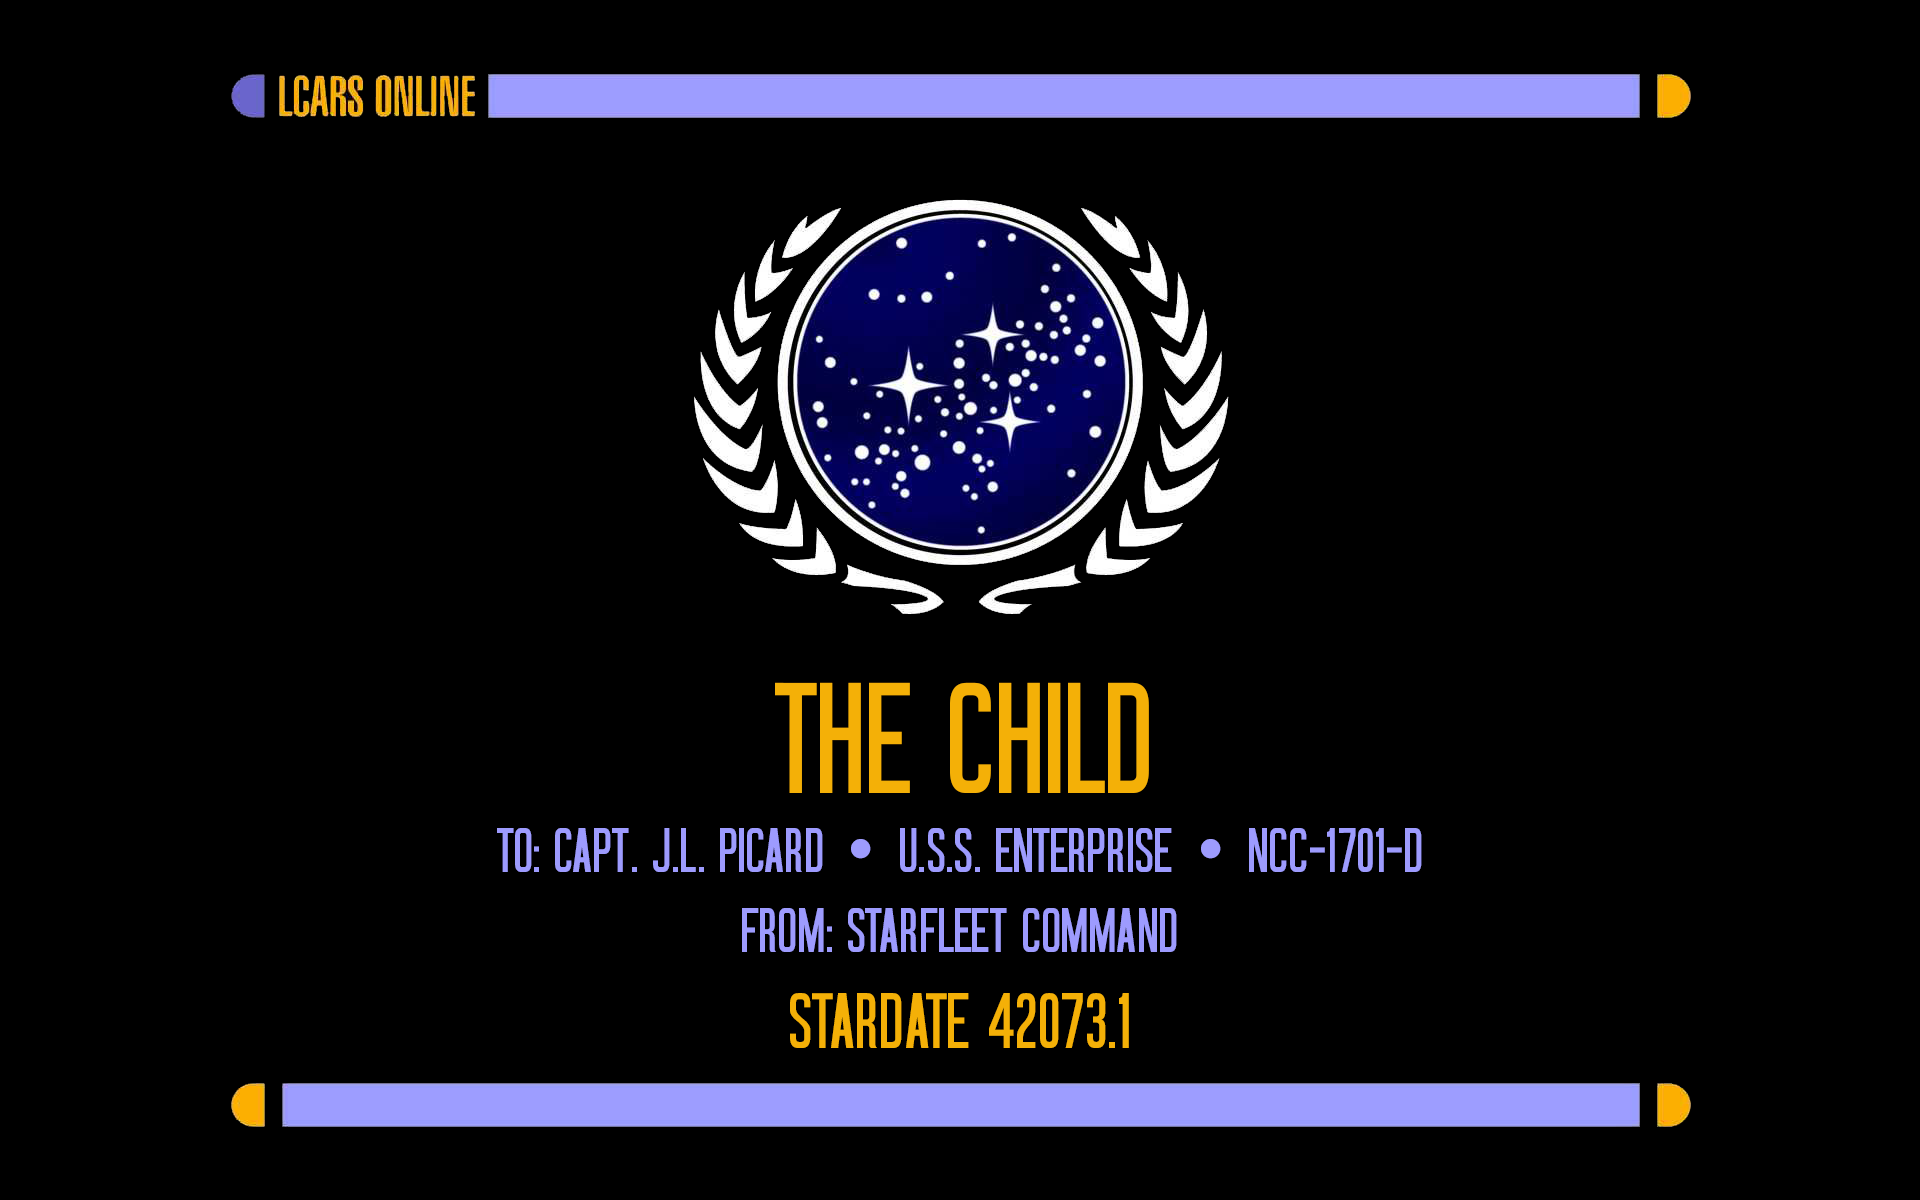 LCARS ONLINE
THE CHILD
TO: CAPT. J.L. PICARD • U.S.S. ENTERPRISE • NCC-1701-D
FROM: STARFLEET COMMAND
STARDATE 42073.1